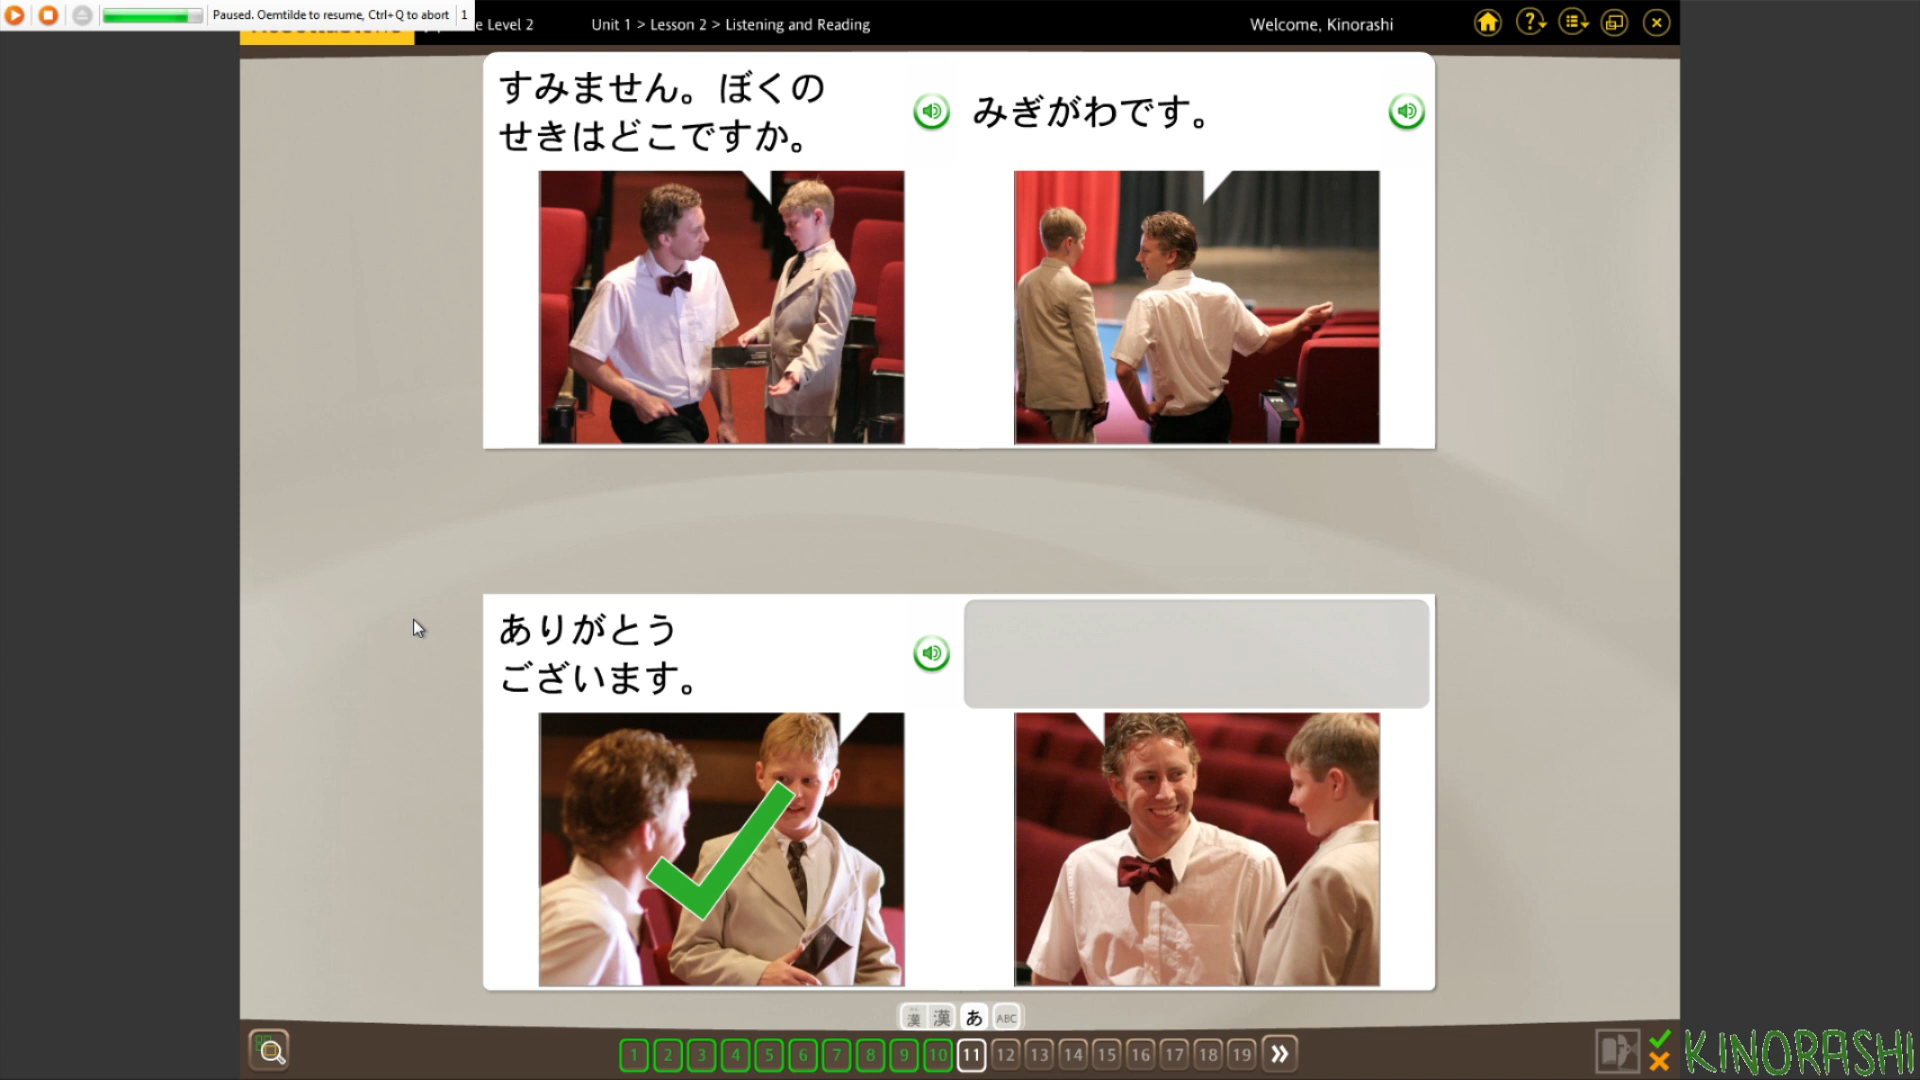 Paused. Oemtilde to resume, Ctrl+Q to abort 1
e Level 2
Unit 1 > Lesson 2 > Listening and Reading
Welcome, Kinorashi
すみません。ぼくの
せきはどこですか。
みぎがわです。
ありがとう
ございます。
漢 漢 あ ABC
1 2 3 4 5 6 7 8 9 10 11 12 13 14 15 16 17 18 19
KINORASHI